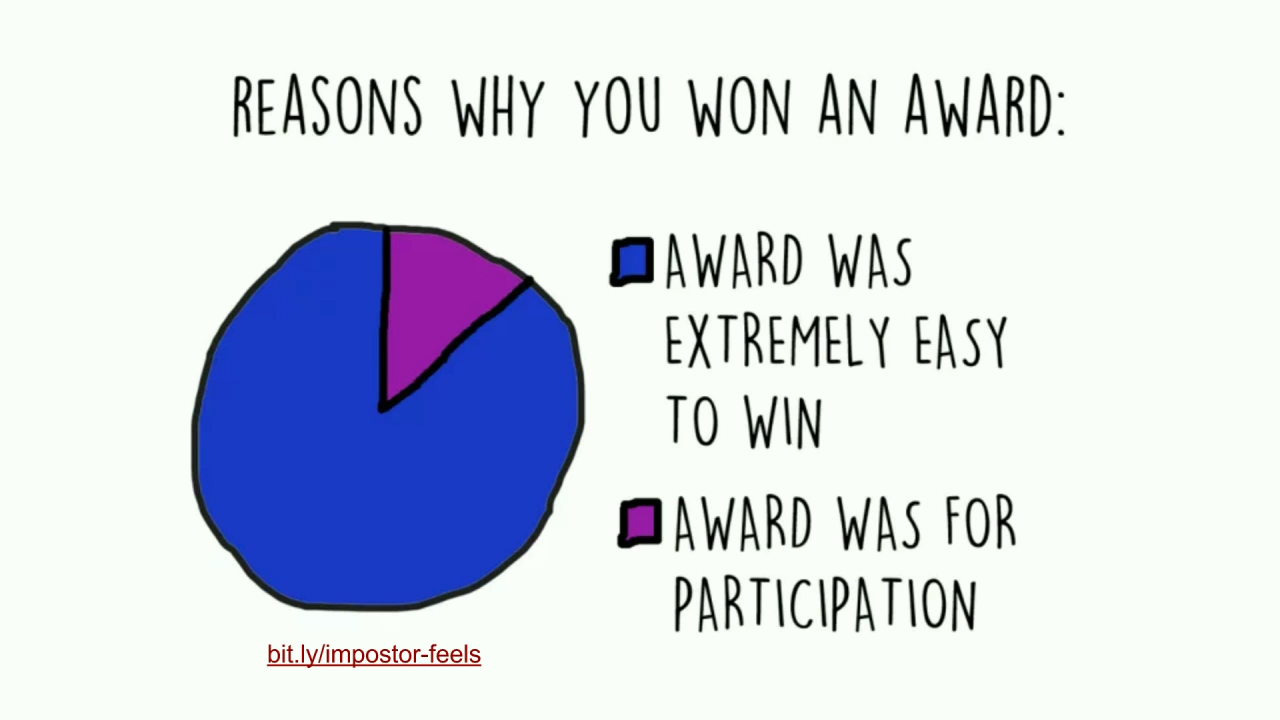 REASONS WHY YOU WON AN AWARD:
AWARD WAS
EXTREMELY EASY
TO WIN
AWARD WAS FOR
PARTICIPATION
bit.ly/impostor-feels